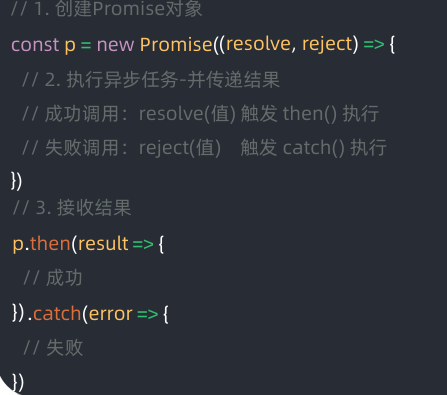 // 1. 创建Promise对象
const p = new Promise((resolve, reject) => {
// 2. 执行异步任务-并传递结果
// 成功调用：resolve(值) 触发 then() 执行
// 失败调用：reject(值) 触发 catch() 执行
})
// 3. 接收结果
p.then(result => {
// 成功
}).catch(error => {
// 失败
})